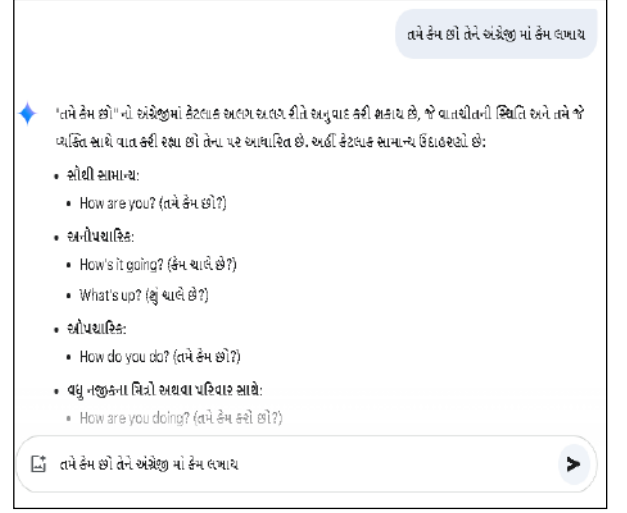 તમે કેમ છો તેને અંગ્રેજી માં કેમ લખાય
"તમે કેમ છો" નો અંગ્રેજીમાં કેટલાક અલગ અલગ રીતે અનુવાદ કરી શકાય છે, જે વાતચીતની સ્થિતિ અને તમે જે
વ્યક્તિ સાથે વાત કરી રહ્યા છો તેના પર આધારિત છે. અહીં કેટલાક સામાન્ય ઉદાહરણો છે:
• સૌથી સામાન્ય:
• How are you? (તમે કેમ છો?)
• અનૌપચારિક:
• How's it going? (કેમ ચાલે છે?)
• What's up? (શું ચાલે છે?)
• ઔપચારિક:
• How do you do? (તમે કેમ છો?)
• વધુ નજીકના મિત્રો અથવા પરિવાર સાથે:
• How are you doing? (તમે કેમ કરો છો?)
તમે કેમ છો તેને અંગ્રેજી માં કેમ લખાય